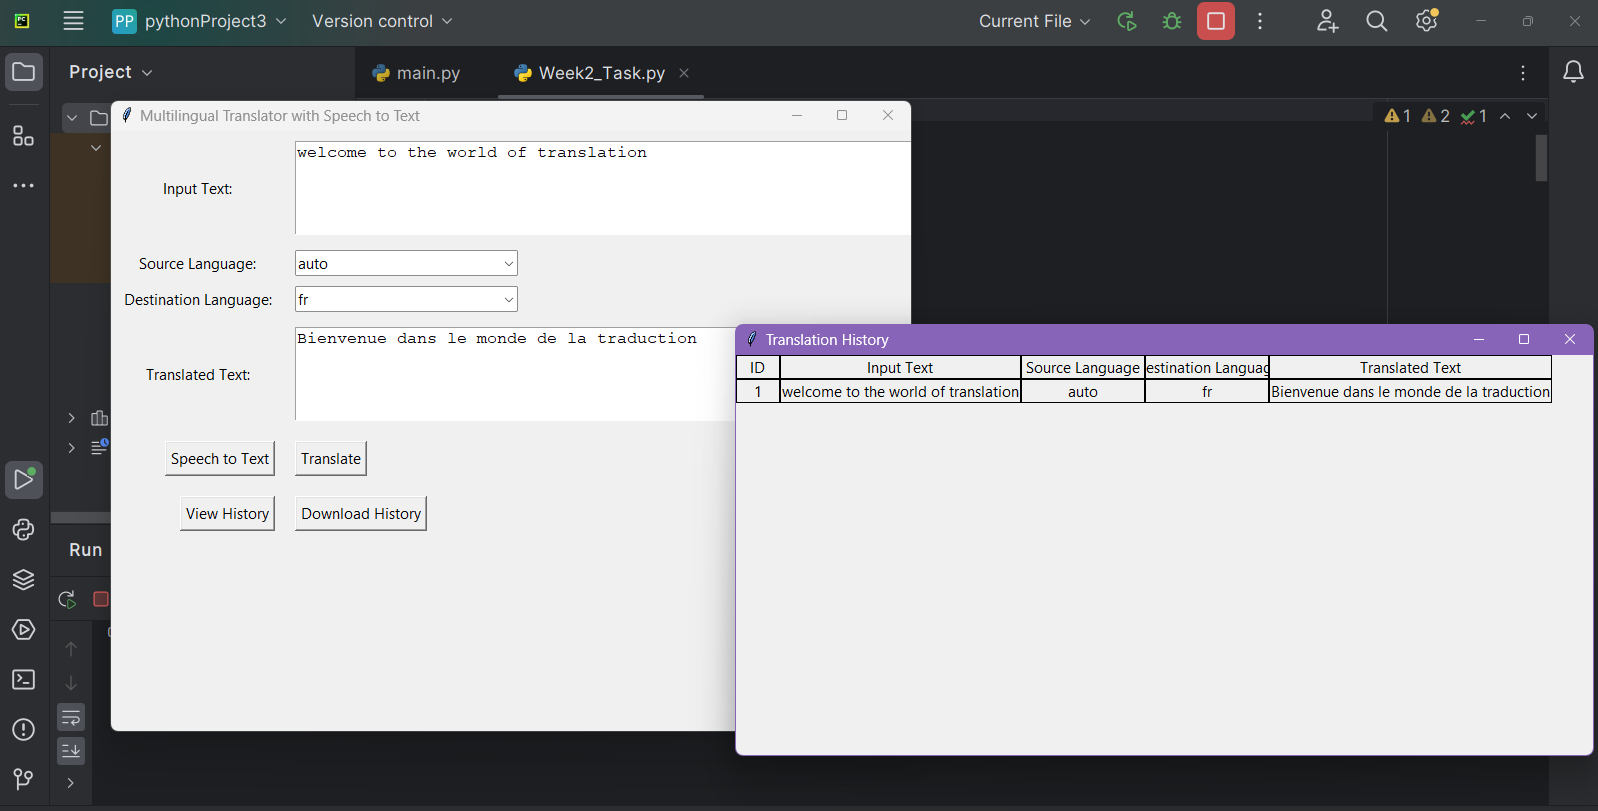 PP pythonProject3 Version control Current File
Project main.py Week2_Task.py
1 2 1
Multilingual Translator with Speech to Text
Input Text: welcome to the world of translation
Source Language: auto
Destination Language: fr
Translated Text: Bienvenue dans le monde de la traduction
Speech to Text Translate
View History Download History
Translation History
ID Input Text Source Language estination Languag Translated Text
1 welcome to the world of translation auto fr Bienvenue dans le monde de la traduction
Run